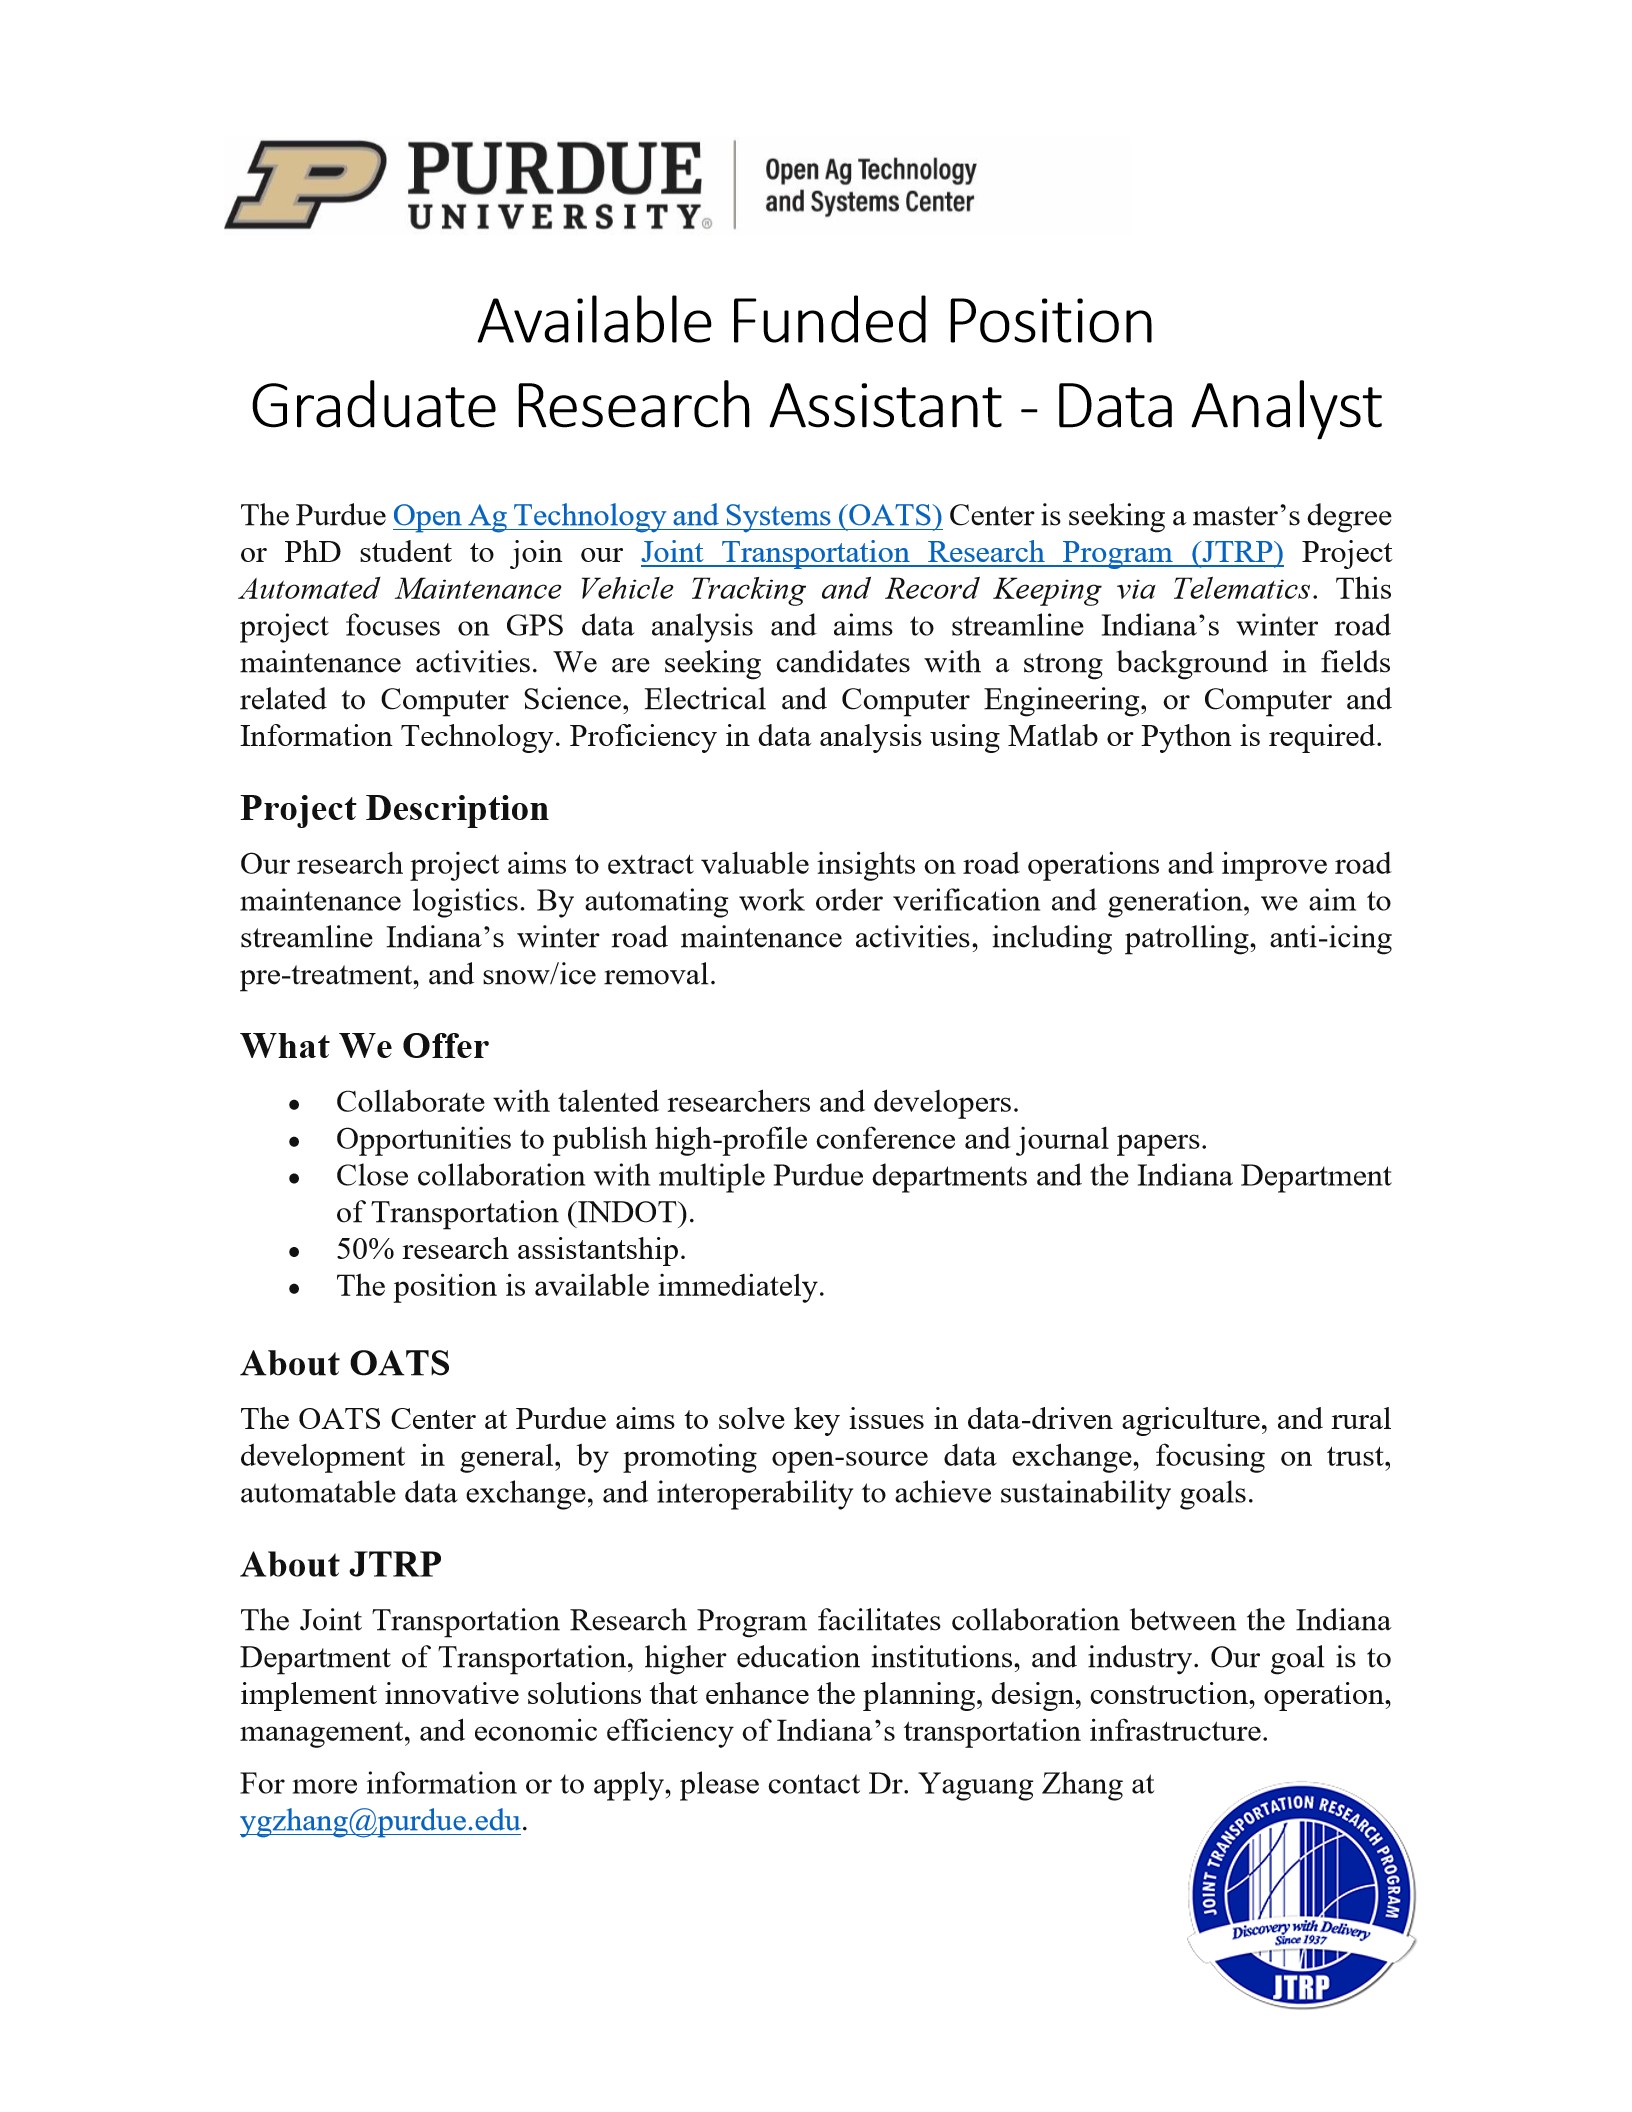 PURDUE
UNIVERSITY®
Open Ag Technology
and Systems Center
Available Funded Position
Graduate Research Assistant - Data Analyst
The Purdue Open Ag Technology and Systems (OATS) Center is seeking a master’s degree
or PhD student to join our Joint Transportation Research Program (JTRP) Project
Automated Maintenance Vehicle Tracking and Record Keeping via Telematics. This
project focuses on GPS data analysis and aims to streamline Indiana’s winter road
maintenance activities. We are seeking candidates with a strong background in fields
related to Computer Science, Electrical and Computer Engineering, or Computer and
Information Technology. Proficiency in data analysis using Matlab or Python is required.
Project Description
Our research project aims to extract valuable insights on road operations and improve road
maintenance logistics. By automating work order verification and generation, we aim to
streamline Indiana’s winter road maintenance activities, including patrolling, anti-icing
pre-treatment, and snow/ice removal.
What We Offer
• Collaborate with talented researchers and developers.
• Opportunities to publish high-profile conference and journal papers.
• Close collaboration with multiple Purdue departments and the Indiana Department
of Transportation (INDOT).
• 50% research assistantship.
• The position is available immediately.
About OATS
The OATS Center at Purdue aims to solve key issues in data-driven agriculture, and rural
development in general, by promoting open-source data exchange, focusing on trust,
automatable data exchange, and interoperability to achieve sustainability goals.
About JTRP
The Joint Transportation Research Program facilitates collaboration between the Indiana
Department of Transportation, higher education institutions, and industry. Our goal is to
implement innovative solutions that enhance the planning, design, construction, operation,
management, and economic efficiency of Indiana’s transportation infrastructure.
For more information or to apply, please contact Dr. Yaguang Zhang at
ygzhang@purdue.edu.
JOINT TRANSPORTATION RESEARCH PROGRAM
Discovery with Delivery
Since 1937
JTRP